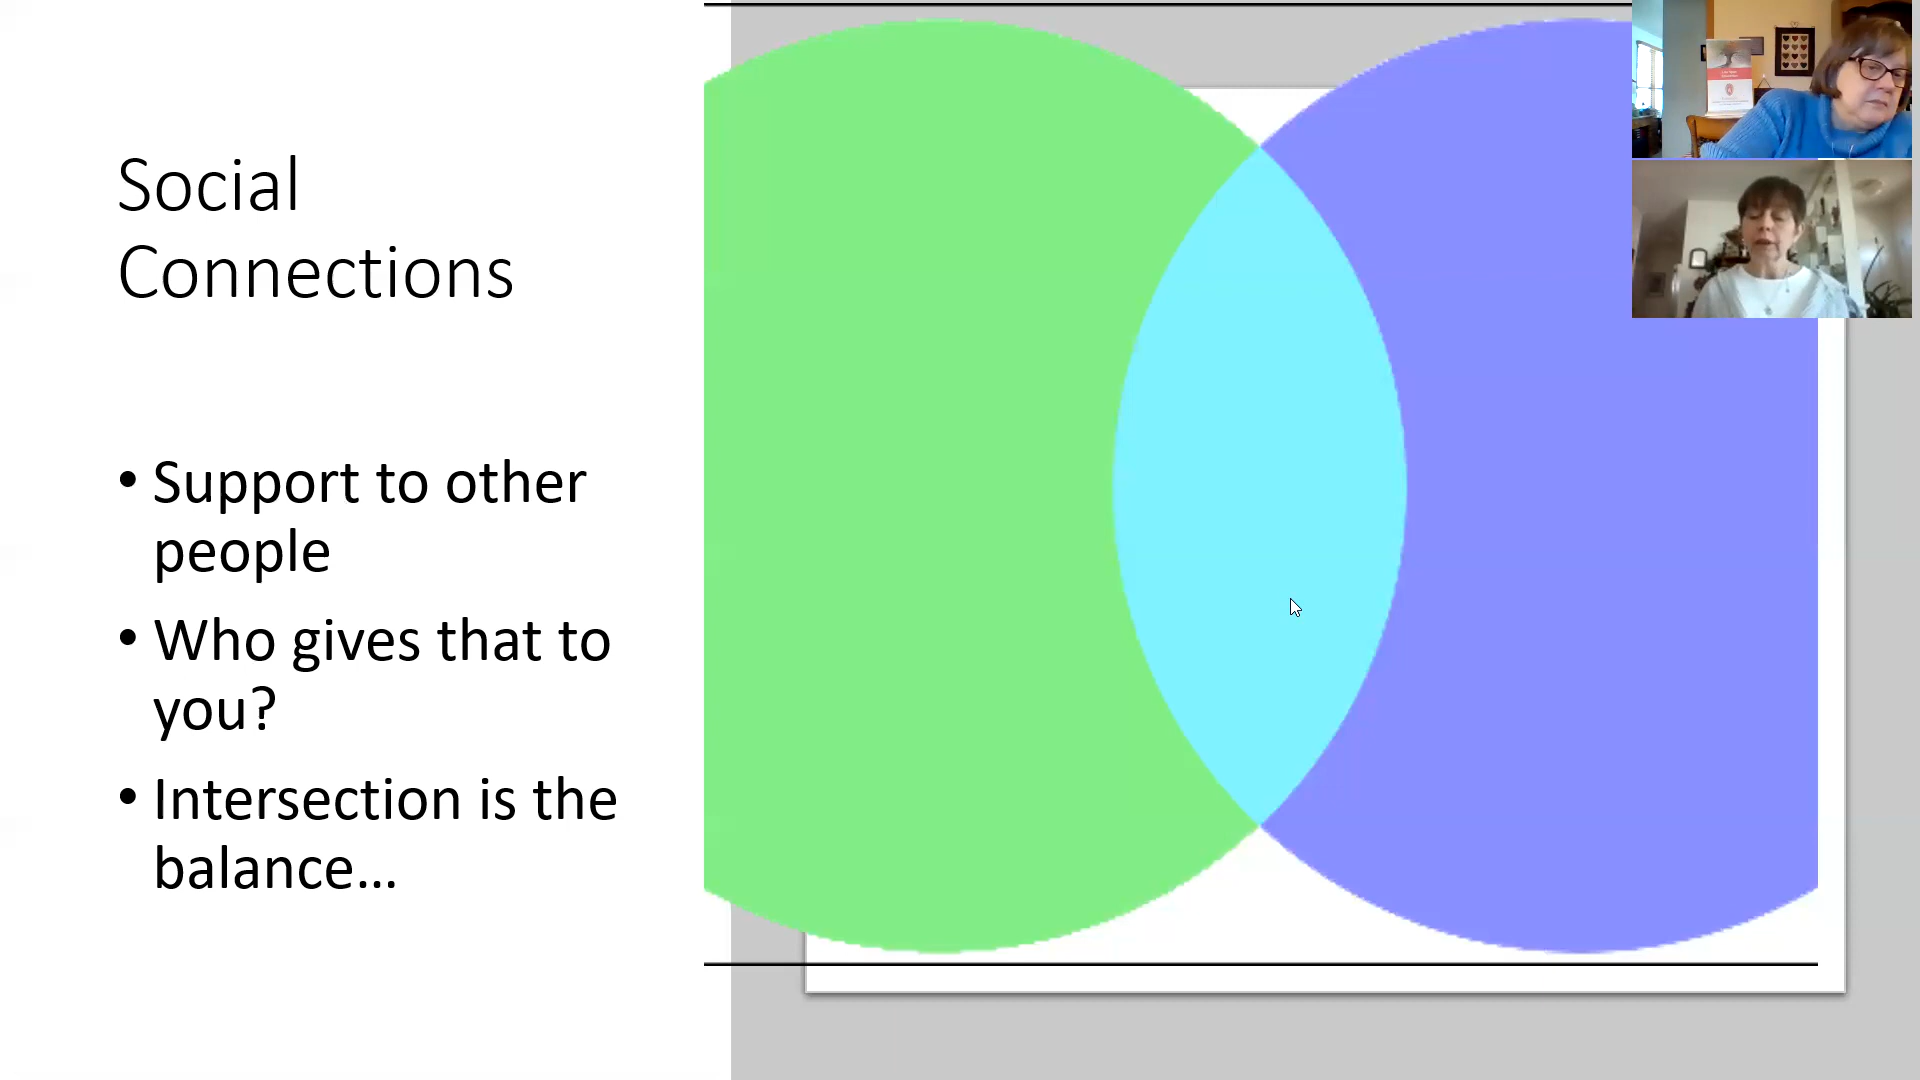 Social
Connections
• Support to other
people
• Who gives that to
you?
• Intersection is the
balance...